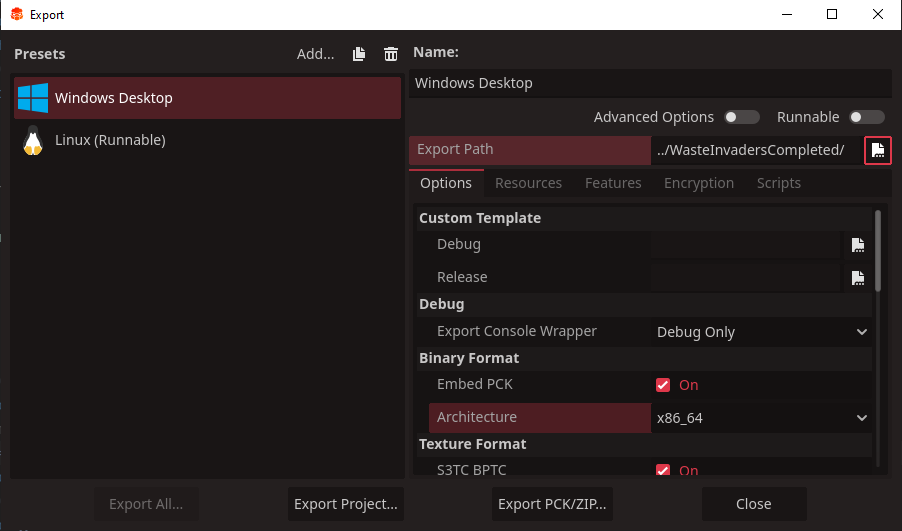 Export
Presets
Add...
Windows Desktop
Linux (Runnable)
Name:
Windows Desktop
Advanced Options
Runnable
Export Path
../WasteInvadersCompleted/
Options Resources Features Encryption Scripts
Custom Template
Debug
Release
Debug
Export Console Wrapper Debug Only
Binary Format
Embed PCK On
Architecture x86_64
Texture Format
S3TC BPTC On
Export All... Export Project... Export PCK/ZIP... Close